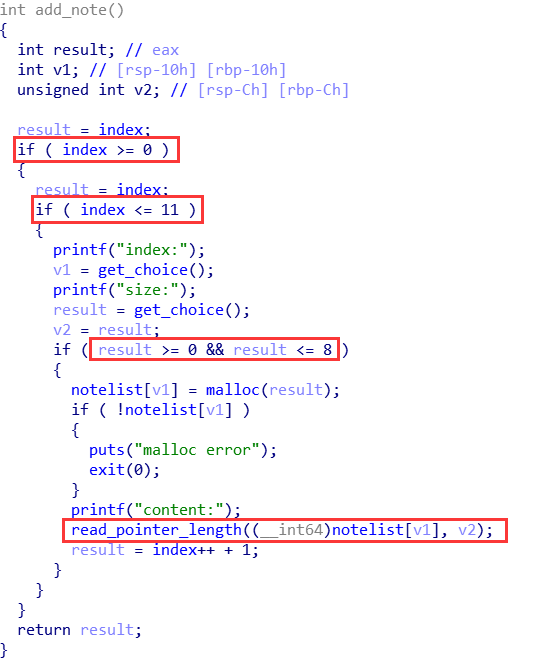 int add_note()
{
  int result; // eax
  int v1; // [rsp-10h] [rbp-10h]
  unsigned int v2; // [rsp-Ch] [rbp-Ch]

  result = index;
  if ( index >= 0 )
  {
    result = index;
    if ( index <= 11 )
    {
      printf("index:");
      v1 = get_choice();
      printf("size:");
      result = get_choice();
      v2 = result;
      if ( result >= 0 && result <= 8 )
      {
        notelist[v1] = malloc(result);
        if ( !notelist[v1] )
        {
          puts("malloc error");
          exit(0);
        }
        printf("content:");
        read_pointer_length((__int64)notelist[v1], v2);
        result = index++ + 1;
      }
    }
  }
  return result;
}